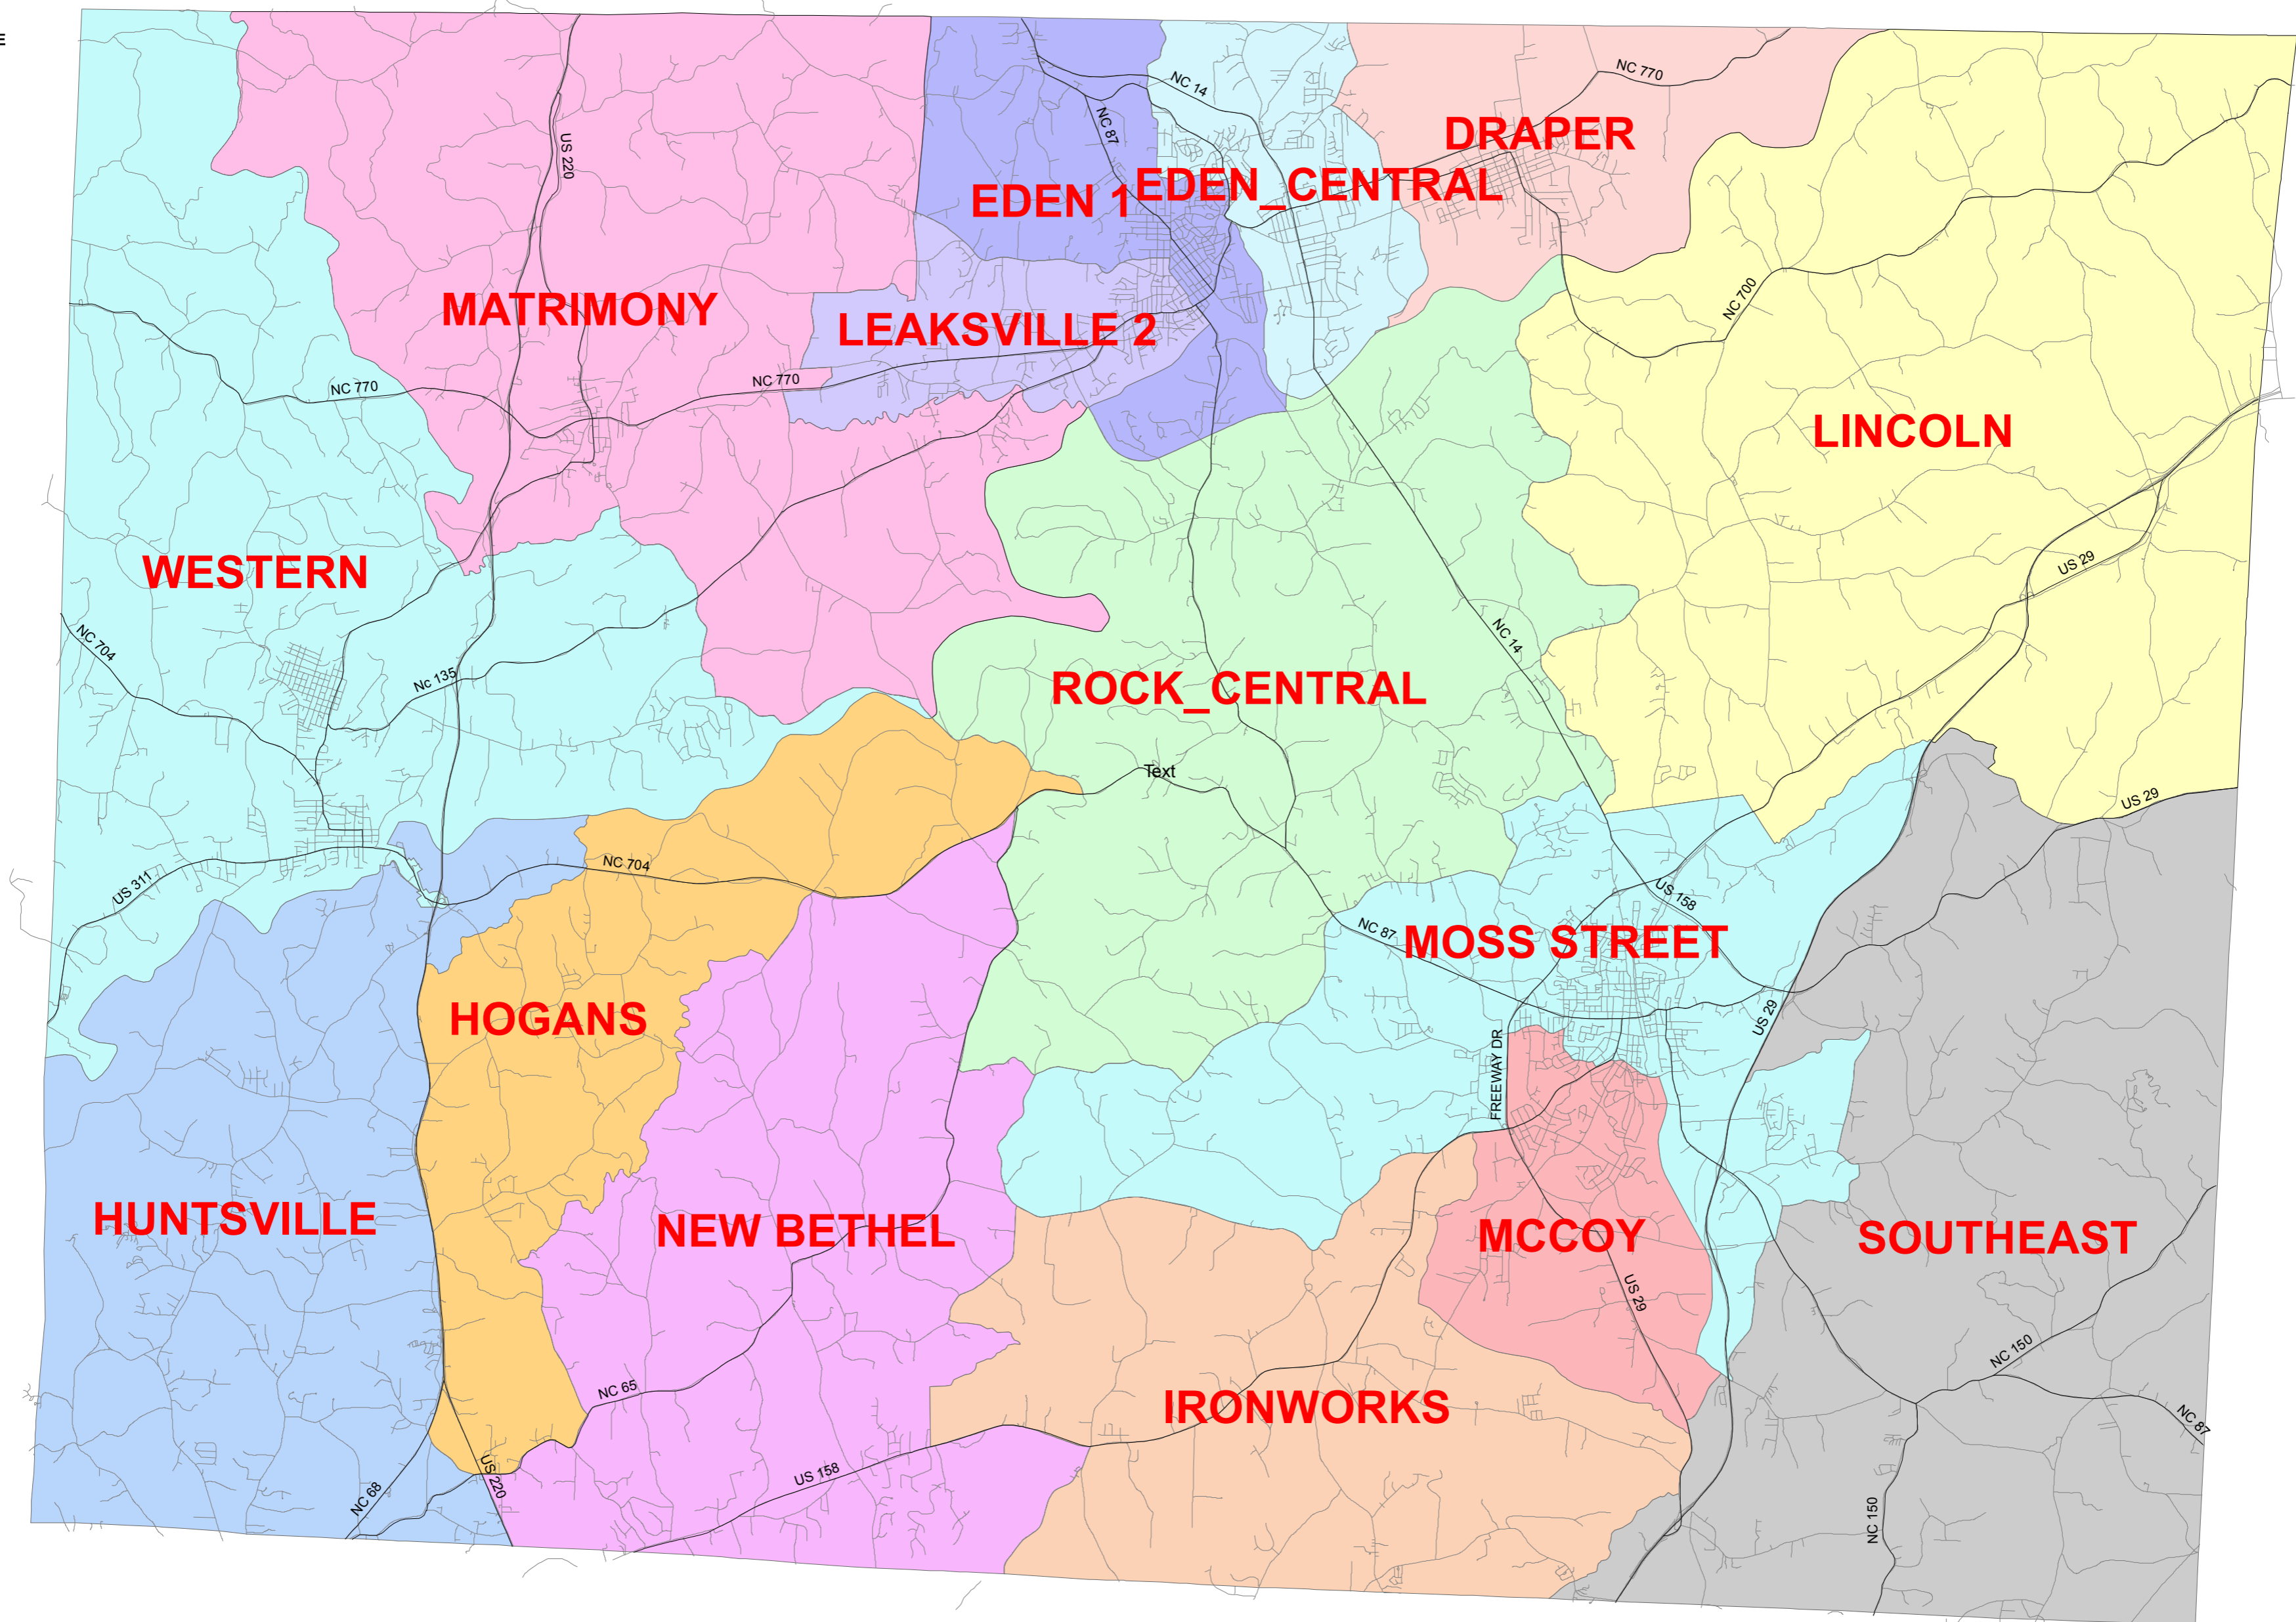 E
NC 14
NC 770
US 220
NC 87
DRAPER
EDEN 1
EDEN_CENTRAL
MATRIMONY
LEAKSVILLE 2
NC 700
NC 770
NC 770
LINCOLN
WESTERN
US 29
NC 704
Nc 135
NC 14
ROCK_CENTRAL
Text
US 29
NC 704
US 311
US 158
NC 87
MOSS STREET
HOGANS
US 29
FREEWAY DR
HUNTSVILLE
NEW BETHEL
MCCOY
SOUTHEAST
US 29
NC 150
NC 65
IRONWORKS
NC 87
US 158
US 220
NC 68
NC 150